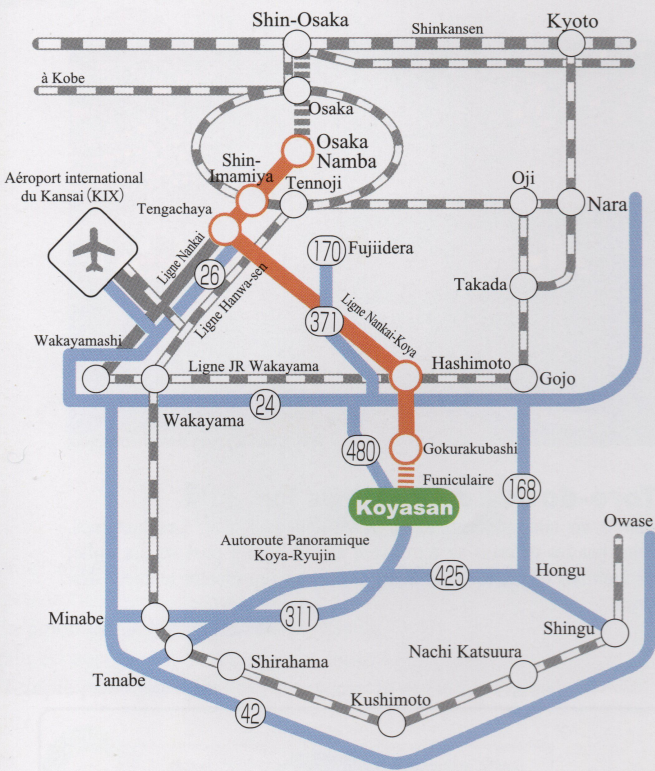 Shin-Osaka
Shinkansen
Kyoto
à Kobe
Osaka
Osaka
Namba
Shin-
Imamiya
Tennoji
Aéroport international
du Kansai (KIX)
Tengachaya
Oji
Nara
Ligne Nankai
26
Ligne Hanwa-sen
170
Fujiidera
371
Ligne Nankai-Koya
Takada
Wakayamashi
Ligne JR Wakayama
Hashimoto
Gojo
Wakayama
24
480
Gokurakubashi
Funiculaire
168
Koyasan
Owase
Autoroute Panoramique
Koya-Ryujin
425
Hongu
Minabe
311
Shingu
Tanabe
Shirahama
Nachi Katsuura
Kushimoto
42